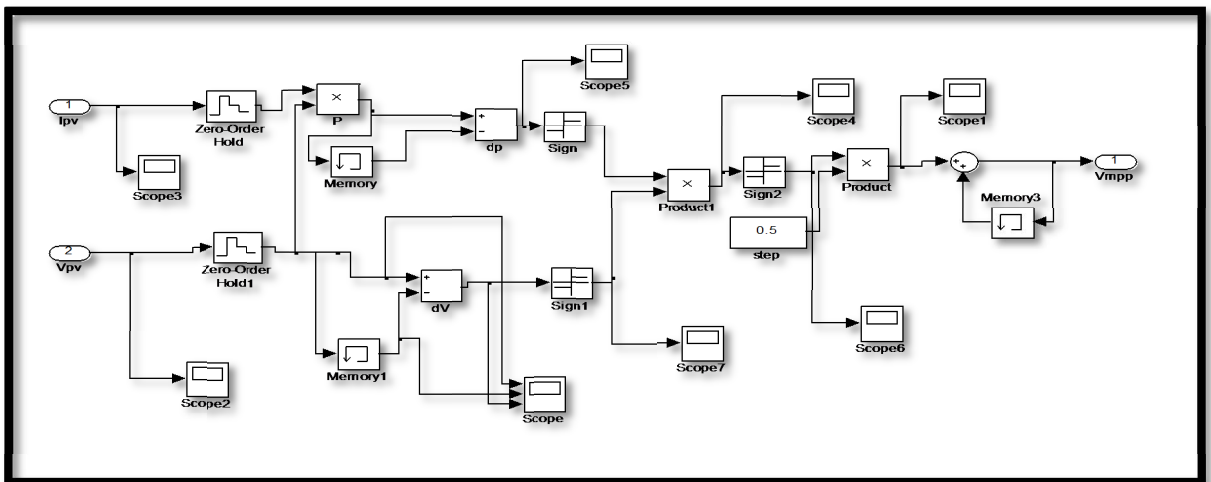 Scope5
Scope4
Scope1
1
Ipv
Zero-Order
Hold
×
P
+
-
dp
Sign
Memory
Scope3
×
Product1
Sign2
×
Product
+
+
1
Vmpp
Memory3
0.5
step
2
Vpv
Zero-Order
Hold1
+
-
dV
Sign1
Memory1
Scope2
Scope
Scope7
Scope6